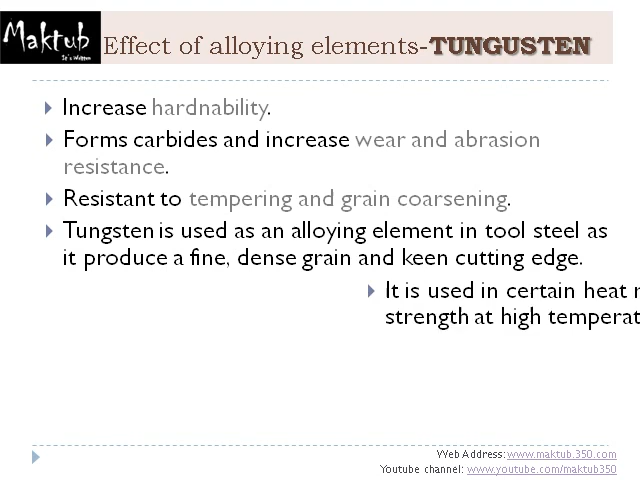 Maktub
It's Written
Effect of alloying elements-TUNGUSTEN
Increase hardnability.
Forms carbides and increase wear and abrasion
resistance.
Resistant to tempering and grain coarsening.
Tungsten is used as an alloying element in tool steel as
it produce a fine, dense grain and keen cutting edge.
It is used in certain heat
strength at high
Web Address: www.maktub.350.com
Youtube channel: www.youtube.com/maktub350